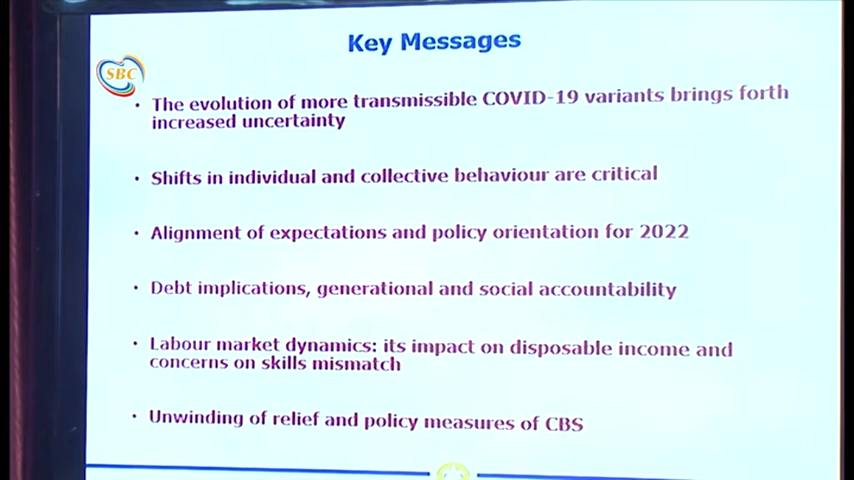 Key Messages
SBC
• The evolution of more transmissible COVID-19 variants brings forth
increased uncertainty
• Shifts in individual and collective behaviour are critical
• Alignment of expectations and policy orientation for 2022
• Debt implications, generational and social accountability
• Labour market dynamics: its impact on disposable income and
concerns on skills mismatch
• Unwinding of relief and policy measures of CBS